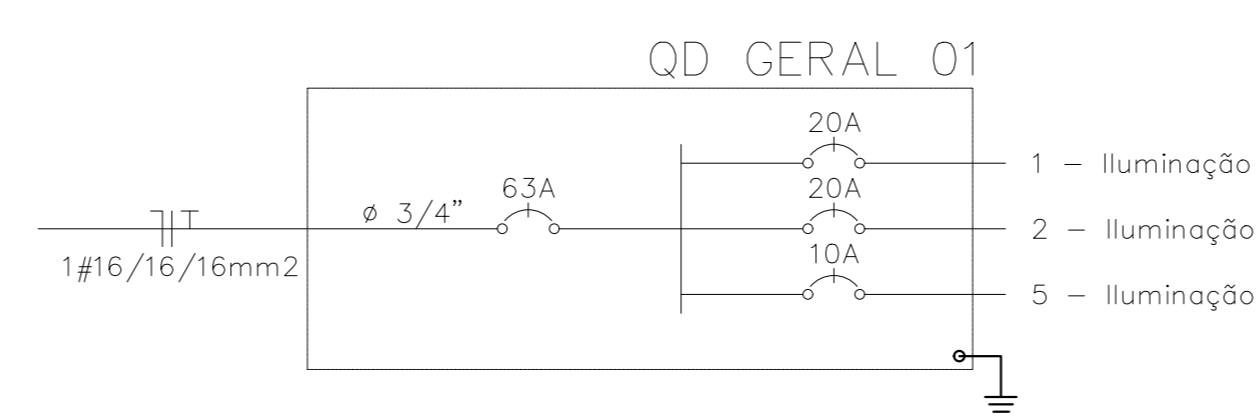 QD GERAL 01
20A
1 - Iluminação
63A
20A
ø 3/4”
2 - Iluminação
1#16/16/16mm2
10A
5 - Iluminação